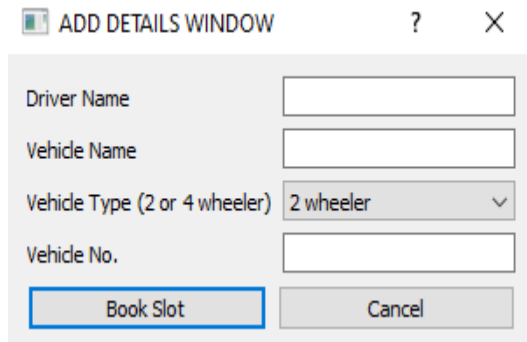 ADD DETAILS WINDOW ?
Driver Name
Vehicle Name
Vehicle Type (2 or 4 wheeler) 2 wheeler
Vehicle No.
Book Slot Cancel